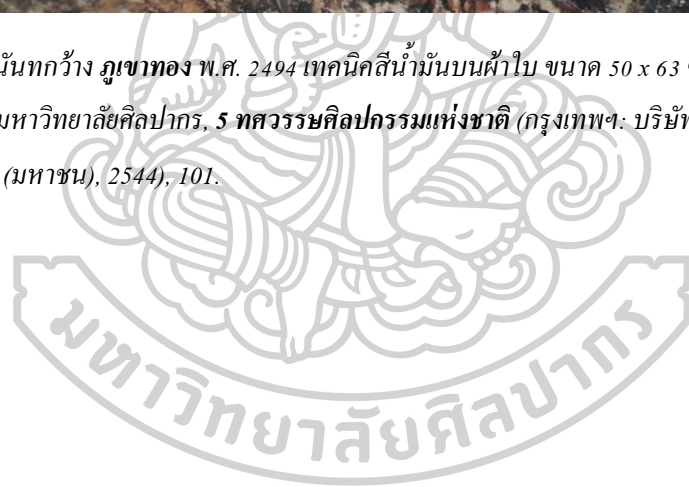 นันทกว้าง ภูเขาทอง พ.ศ. 2494 เทคนิคสีน้ำมันบนผ้าใบ ขนาด 50 x 63
มหาวิทยาลัยศิลปากร, 5 ทศวรรษศิลปกรรมแห่งชาติ (กรุงเทพฯ: บริษัท
(มหาชน), 2544), 101.
มหาวิทยาลัยศิลปากร